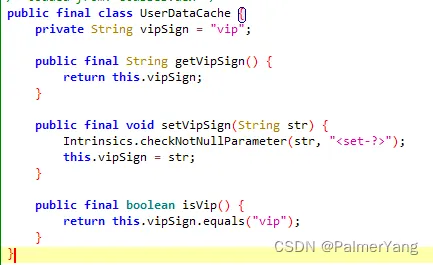 public final class UserDataCache {
    private String vipSign = "vip";

    public final String getVipSign() {
        return this.vipSign;
    }

    public final void setVipSign(String str) {
        Intrinsics.checkNotNullParameter(str, "<set-?>");
        this.vipSign = str;
    }

    public final boolean isVip() {
        return this.vipSign.equals("vip");
    }
}
CSDN @PalmerYang